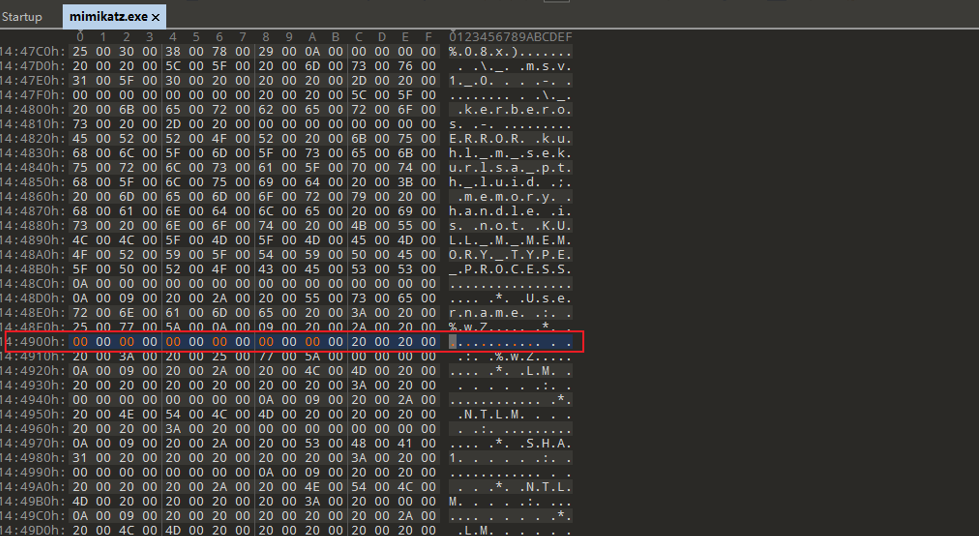 Startup mimikatz.exe ×
0 1 2 3 4 5 6 7 8 9 A B C D E F 0123456789ABCDEF
14:47C0h: 25 00 30 00 38 00 78 00 29 00 0A 00 00 00 00 00 %.0.8.x.).......
14:47D0h: 20 00 20 00 5C 00 5F 00 20 00 6D 00 73 00 76 00 . .\._. .m.s.v.
14:47E0h: 31 00 5F 00 30 00 20 00 20 00 20 00 2D 00 20 00 1._.0. . . .-. .
14:47F0h: 00 00 00 00 00 00 00 00 20 00 20 00 5C 00 5F 00 ........ . .\._.
14:4800h: 20 00 6B 00 65 00 72 00 62 00 65 00 72 00 6F 00 .k.e.r.b.e.r.o.
14:4810h: 73 00 20 00 2D 00 20 00 00 00 00 00 00 00 00 00 s. .-. .........
14:4820h: 45 00 52 00 52 00 4F 00 52 00 20 00 6B 00 75 00 E.R.R.O.R. .k.u.
14:4830h: 68 00 6C 00 5F 00 6D 00 5F 00 73 00 65 00 6B 00 h.l._.m._.s.e.k.
14:4840h: 75 00 72 00 6C 00 73 00 61 00 5F 00 70 00 74 00 u.r.l.s.a._.p.t.
14:4850h: 68 00 5F 00 6C 00 75 00 69 00 64 00 20 00 3B 00 h._.l.u.i.d. .;.
14:4860h: 20 00 6D 00 65 00 6D 00 6F 00 72 00 79 00 20 00 .m.e.m.o.r.y. .
14:4870h: 68 00 61 00 6E 00 64 00 6C 00 65 00 20 00 69 00 h.a.n.d.l.e. .i.
14:4880h: 73 00 20 00 6E 00 6F 00 74 00 20 00 4B 00 55 00 s. .n.o.t. .K.U.
14:4890h: 4C 00 4C 00 5F 00 4D 00 5F 00 4D 00 45 00 4D 00 L.L._.M._.M.E.M.
14:48A0h: 4F 00 52 00 59 00 5F 00 54 00 59 00 50 00 45 00 O.R.Y._.T.Y.P.E.
14:48B0h: 5F 00 50 00 52 00 4F 00 43 00 45 00 53 00 53 00 _.P.R.O.C.E.S.S.
14:48C0h: 0A 00 00 00 00 00 00 00 00 00 00 00 00 00 00 00 ................
14:48D0h: 0A 00 09 00 20 00 2A 00 20 00 55 00 73 00 65 00 .... .*. .U.s.e.
14:48E0h: 72 00 6E 00 61 00 6D 00 65 00 20 00 3A 00 20 00 r.n.a.m.e. .:. .
14:48F0h: 25 00 77 00 5A 00 0A 00 09 00 20 00 2A 00 20 00 %.w.Z..... .*. .
14:4900h: 00 00 00 00 00 00 00 00 00 00 00 00 20 00 20 00 ............ . .
14:4910h: 20 00 3A 00 20 00 25 00 77 00 5A 00 00 00 00 00 .:. .%.w.Z.....
14:4920h: 0A 00 09 00 20 00 2A 00 20 00 4C 00 4D 00 20 00 .... .*. .L.M. .
14:4930h: 20 00 20 00 20 00 20 00 20 00 20 00 3A 00 20 00 . . . . . .:. .
14:4940h: 00 00 00 00 00 00 00 00 0A 00 09 00 20 00 2A 00 ............ .*.
14:4950h: 20 00 4E 00 54 00 4C 00 4D 00 20 00 20 00 20 00 .N.T.L.M. . . .
14:4960h: 20 00 20 00 3A 00 20 00 00 00 00 00 00 00 00 00 . .:. .........
14:4970h: 0A 00 09 00 20 00 2A 00 20 00 53 00 48 00 41 00 .... .*. .S.H.A.
14:4980h: 31 00 20 00 20 00 20 00 20 00 20 00 3A 00 20 00 1. . . . . .:. .
14:4990h: 00 00 00 00 00 00 00 00 0A 00 09 00 20 00 20 00 ............ . .
14:49A0h: 20 00 20 00 20 00 2A 00 20 00 4E 00 54 00 4C 00 . . .*. .N.T.L.
14:49B0h: 4D 00 20 00 20 00 20 00 20 00 3A 00 20 00 00 00 M. . . . .:. ...
14:49C0h: 0A 00 09 00 20 00 20 00 20 00 20 00 20 00 2A 00 .... . . . . .*.
14:49D0h: 20 00 4C 00 4D 00 20 00 20 00 20 00 20 00 20 00 .L.M. . . . . .